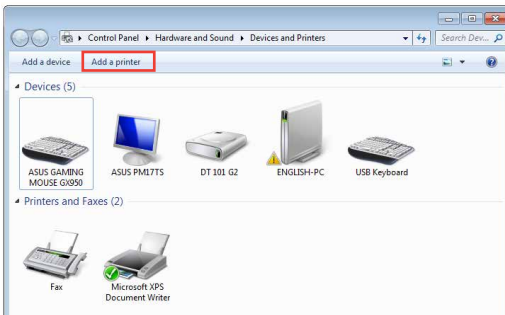 Control Panel ▸ Hardware and Sound ▸ Devices and Printers
Search Dev...
Add a device
Add a printer
Devices (5)
ASUS GAMING
MOUSE GX950
ASUS PM17TS
DT 101 G2
ENGLISH-PC
USB Keyboard
Printers and Faxes (2)
Fax
Microsoft XPS
Document Writer